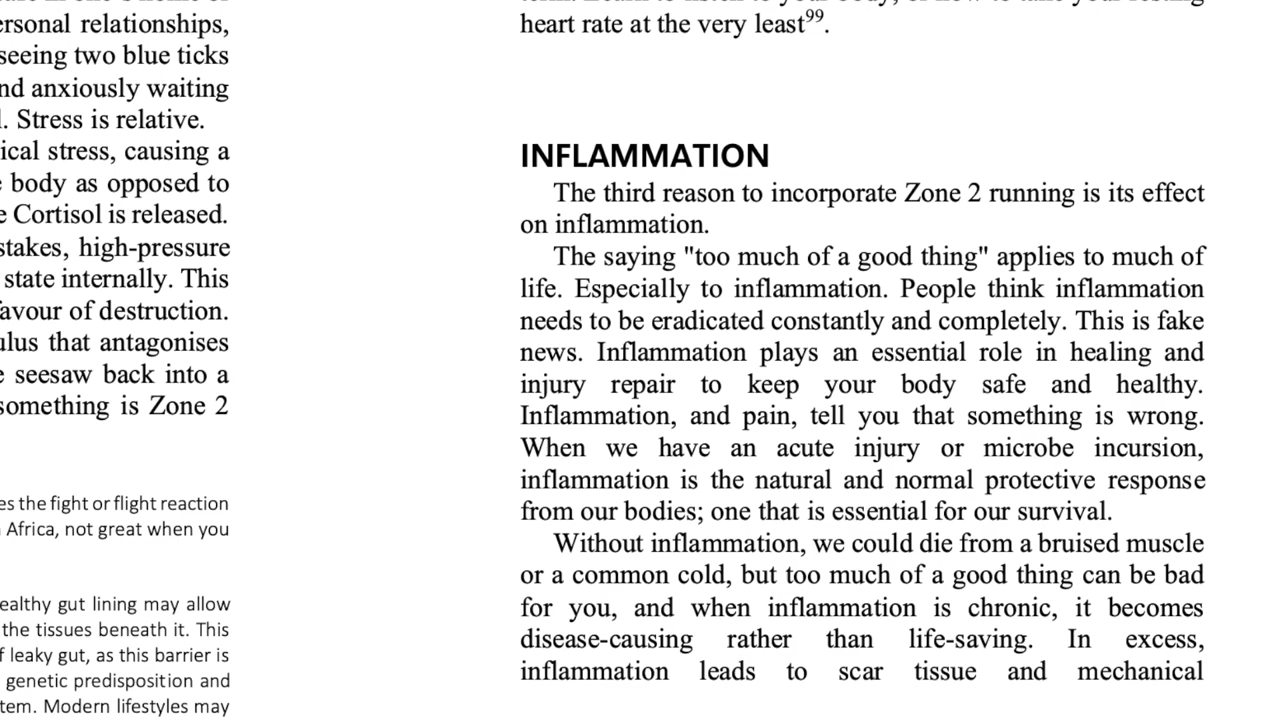 ersonal relationships,
seeing two blue ticks
nd anxiously waiting
. Stress is relative.
ical stress, causing a
body as opposed to
e Cortisol is released.
stakes, high-pressure
state internally. This
avour of destruction.
ulus that antagonises
e seesaw back into a
something is Zone 2
es the fight or flight reaction
Africa, not great when you
ealthy gut lining may allow
the tissues beneath it. This
f leaky gut, as this barrier is
genetic predisposition and
tem. Modern lifestyles may
heart rate at the very least99.
INFLAMMATION
The third reason to incorporate Zone 2 running is its effect
on inflammation.
The saying "too much of a good thing" applies to much of
life. Especially to inflammation. People think inflammation
needs to be eradicated constantly and completely. This is fake
news. Inflammation plays an essential role in healing and
injury repair to keep your body safe and healthy.
Inflammation, and pain, tell you that something is wrong.
When we have an acute injury or microbe incursion,
inflammation is the natural and normal protective response
from our bodies; one that is essential for our survival.
Without inflammation, we could die from a bruised muscle
or a common cold, but too much of a good thing can be bad
for you, and when inflammation is chronic, it becomes
disease-causing rather than life-saving. In excess,
inflammation leads to scar tissue and mechanical